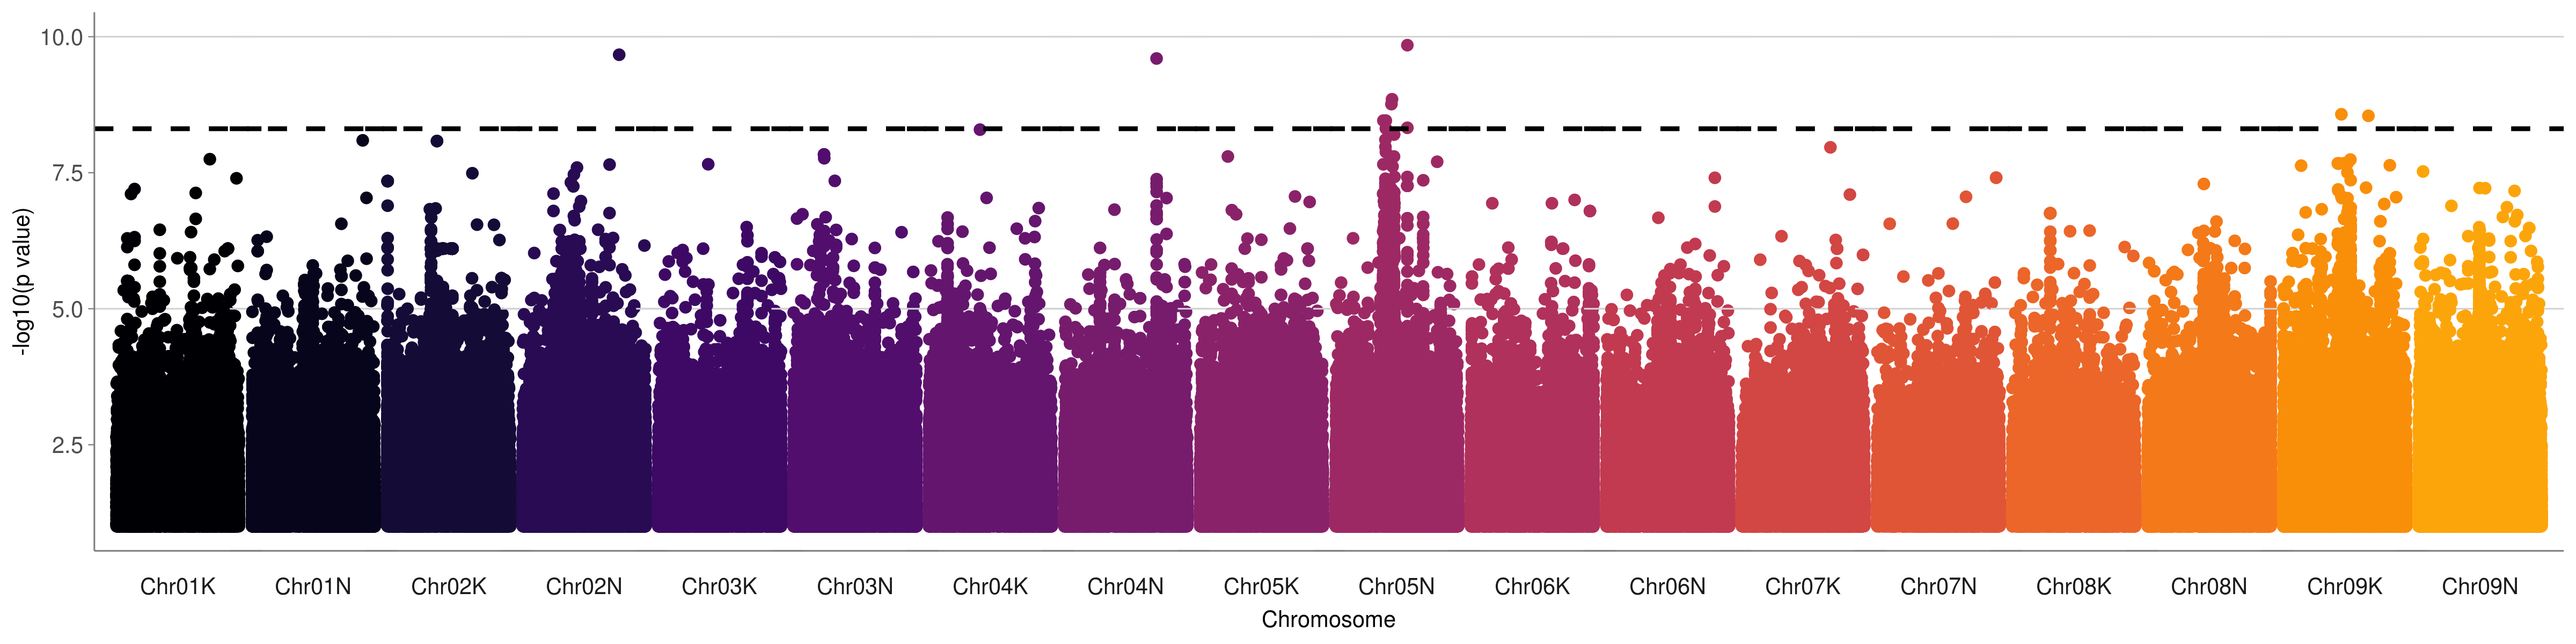 -log10(p value)
10.0
7.5
5.0
2.5
Chr01K Chr01N Chr02K Chr02N Chr03K Chr03N Chr04K Chr04N Chr05K Chr05N Chr06K Chr06N Chr07K Chr07N Chr08K Chr08N Chr09K Chr09N
Chromosome